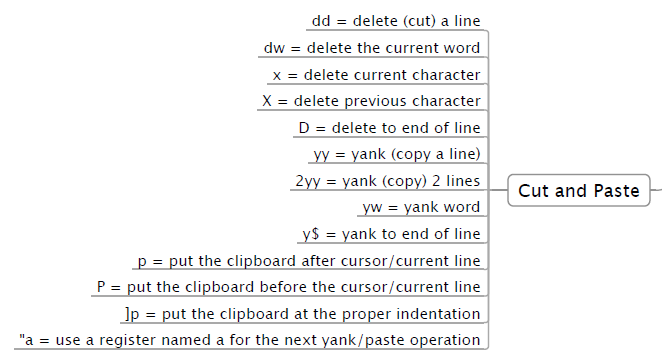 dd = delete (cut) a line
dw = delete the current word
x = delete current character
X = delete previous character
D = delete to end of line
yy = yank (copy a line)
2yy = yank (copy) 2 lines
yw = yank word
y$ = yank to end of line
p = put the clipboard after cursor/current line
P = put the clipboard before the cursor/current line
]p = put the clipboard at the proper indentation
"a = use a register named a for the next yank/paste operation
Cut and Paste